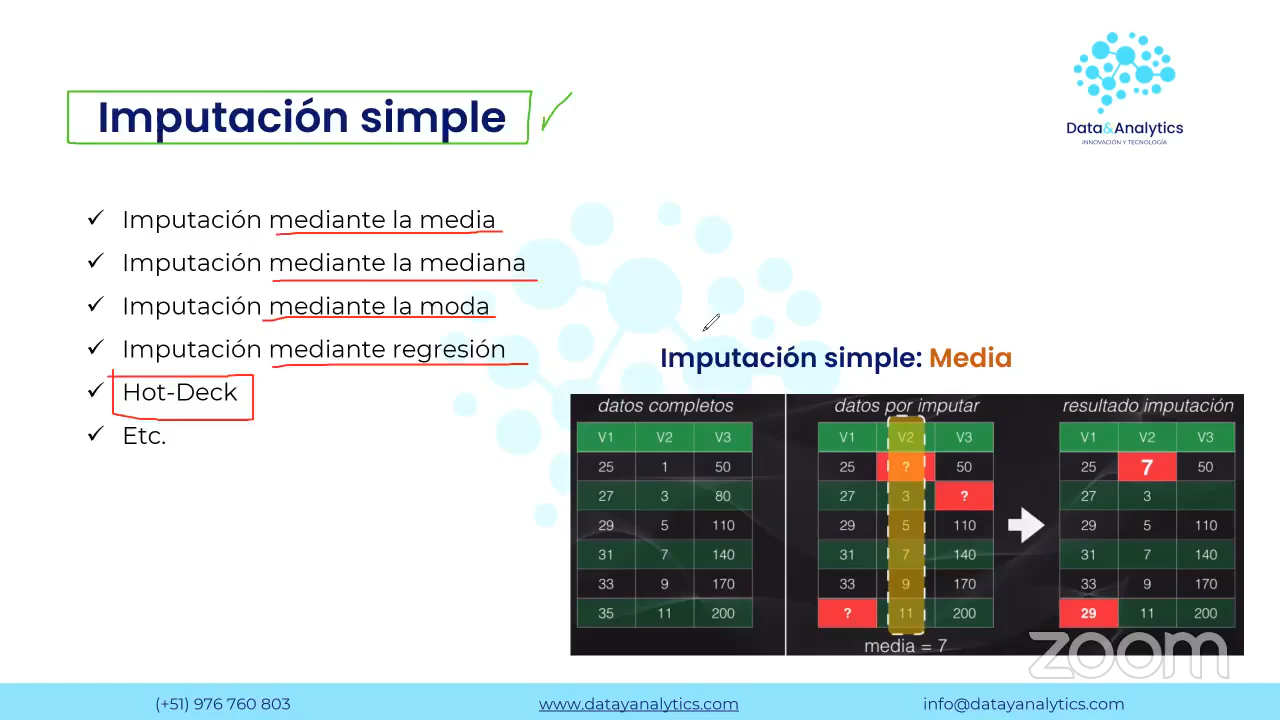 Imputación simple
Data&Analytics
INNOVACIÓN Y TECNOLOGÍA
Imputación mediante la media
Imputación mediante la mediana
Imputación mediante la moda
Imputación mediante regresión
Hot-Deck
Etc.
Imputación simple: Media
datos completos
V1 V2 V3
25 1 50
27 3 80
29 5 110
31 7 140
33 9 170
35 11 200
datos por imputar
V1 V2 V3
25 ? 50
27 3 ?
29 5 110
31 7 140
33 9 170
? 11 200
media = 7
resultado imputación
V1 V2 V3
25 7 50
27 3
29 5 110
31 7 140
33 9 170
29 11 200
zoom
(+51) 976 760 803
www.datayanalytics.com
info@datayanalytics.com